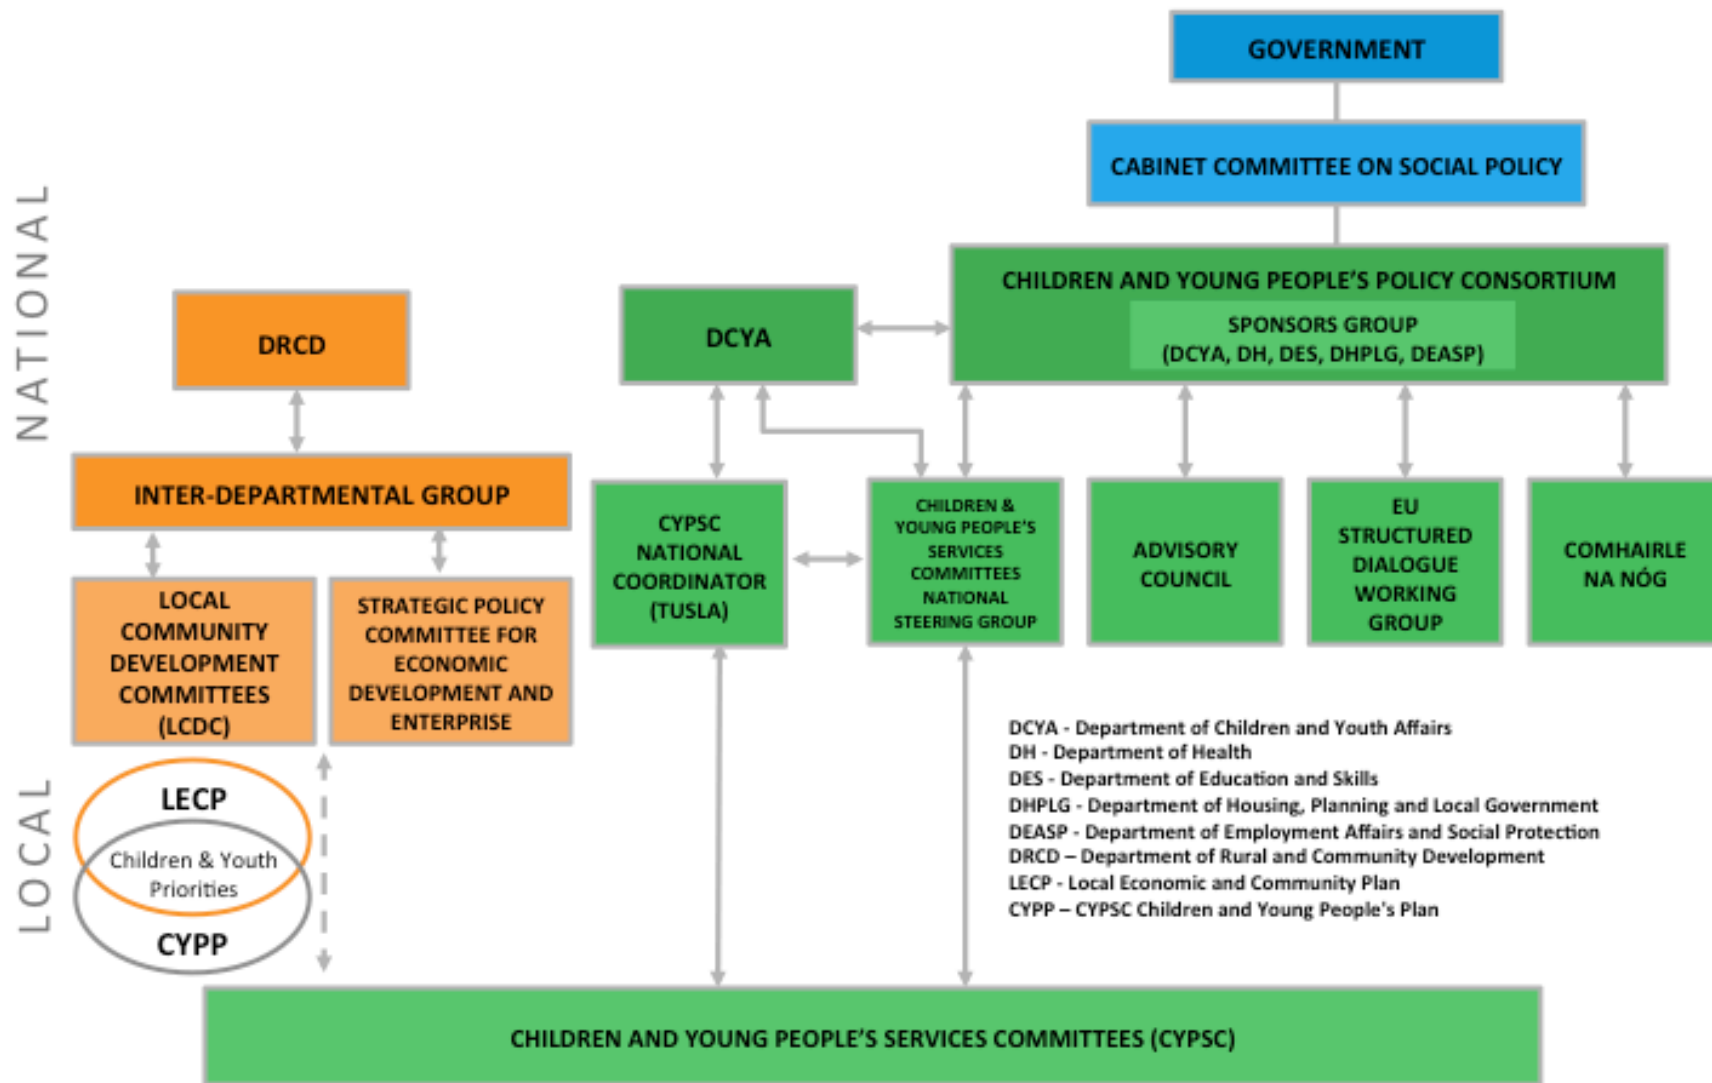 GOVERNMENT
CABINET COMMITTEE ON SOCIAL POLICY
NATIONAL
CHILDREN AND YOUNG PEOPLE'S POLICY CONSORTIUM
SPONSORS GROUP
(DCYA, DH, DES, DHPLG, DEASP)
DRCD
DCYA
INTER-DEPARTMENTAL GROUP
LOCAL
COMMUNITY
DEVELOPMENT
COMMITTEES
(LCDC)
STRATEGIC POLICY
COMMITTEE FOR
ECONOMIC
DEVELOPMENT AND
ENTERPRISE
CYPSC
NATIONAL
COORDINATOR
(TUSLA)
CHILDREN &
YOUNG PEOPLE'S
SERVICES
COMMITTEES
NATIONAL
STEERING GROUP
ADVISORY
COUNCIL
EU
STRUCTURED
DIALOGUE
WORKING
GROUP
COMHAIRLE
NA NÓG
LOCAL
LECP
Children & Youth
Priorities
CYPP
DCYA - Department of Children and Youth Affairs
DH - Department of Health
DES - Department of Education and Skills
DHPLG - Department of Housing, Planning and Local Government
DEASP - Department of Employment Affairs and Social Protection
DRCD – Department of Rural and Community Development
LECP - Local Economic and Community Plan
CYPP – CYPSC Children and Young People's Plan
CHILDREN AND YOUNG PEOPLE'S SERVICES COMMITTEES (CYPSC)